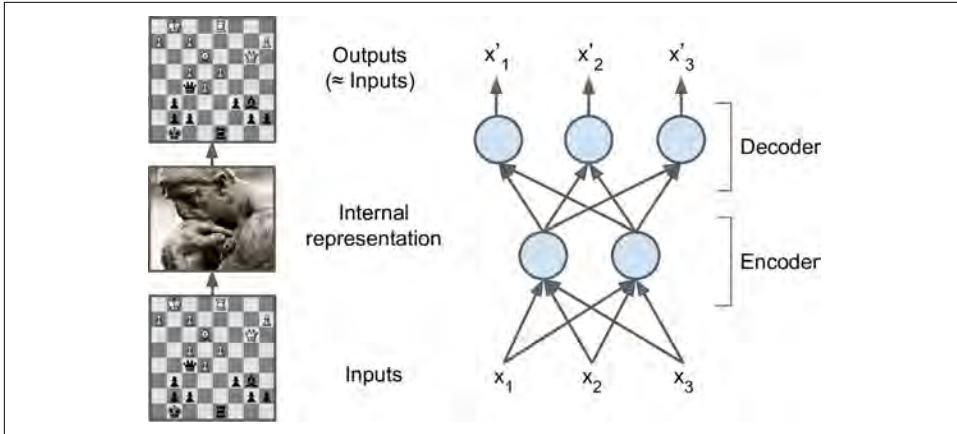 Outputs
(≈ Inputs)
Internal
representation
Inputs
x'1
x'2
x'3
Decoder
Encoder
x1
x2
x3